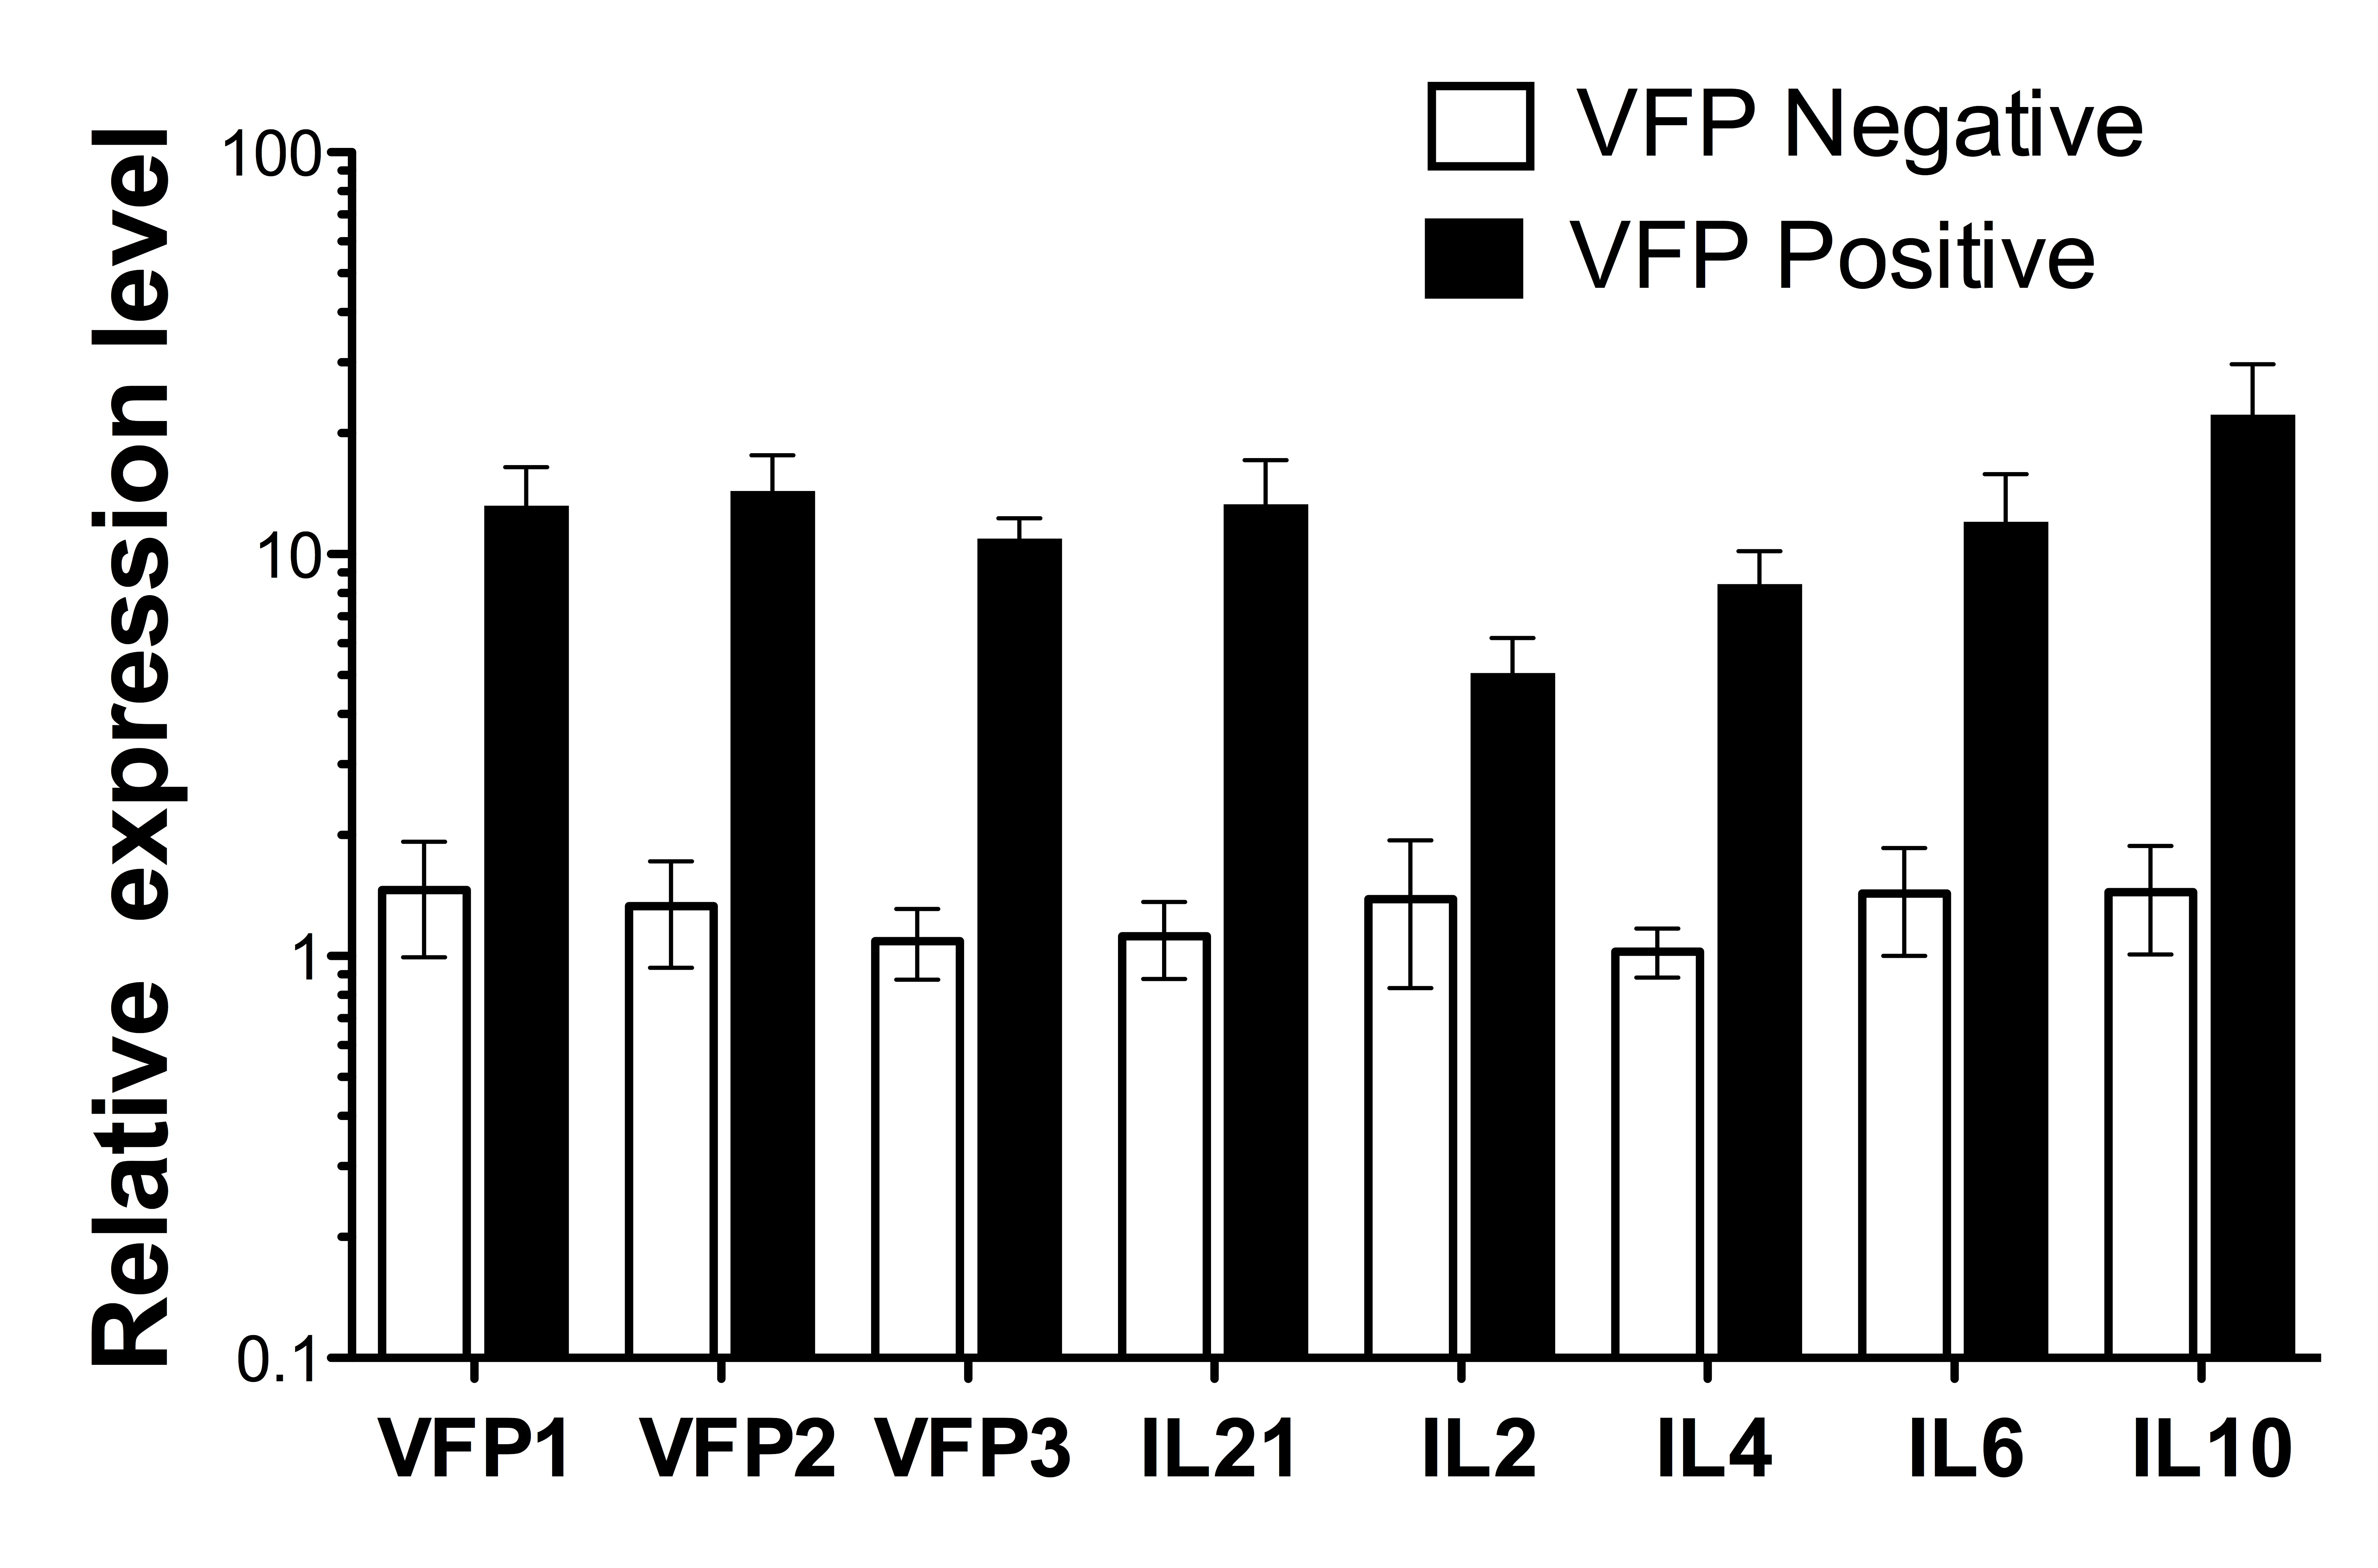 VFP Negative
VFP Positive
Relative expression level
100
10
1
0.1
VFP1 VFP2 VFP3 IL21 IL2 IL4 IL6 IL10